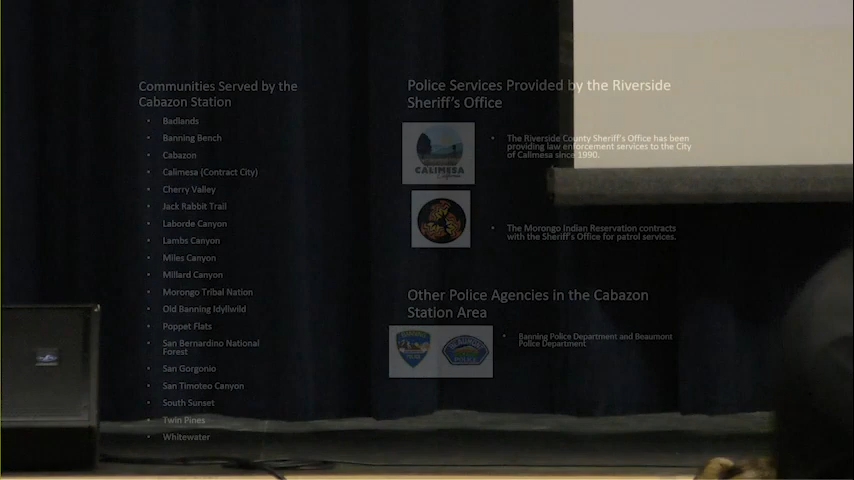 Communities Served by the
Cabazon Station
• Badlands
• Banning Bench
• Cabazon
• Calimesa (Contract City)
• Cherry Valley
• Jack Rabbit Trail
• Laborde Canyon
• Lambs Canyon
• Miles Canyon
• Millard Canyon
• Morongo Tribal Nation
• Old Banning Idyllwild
• Poppet Flats
• San Bernardino National
Forest
• San Gorgonio
• San Timoteo Canyon
• South Sunset
• Twin Pines
• Whitewater
Police Services Provided by the Riverside
Sheriff's Office
CALIMESA
• The Riverside County Sheriff's Office has been
providing law enforcement services to the City
of Calimesa since 1990.
• The Morongo Indian Reservation contracts
with the Sheriff's Office for patrol services.
Other Police Agencies in the Cabazon
Station Area
BEAUMONT
POLICE
• Banning Police Department and Beaumont
Police Department